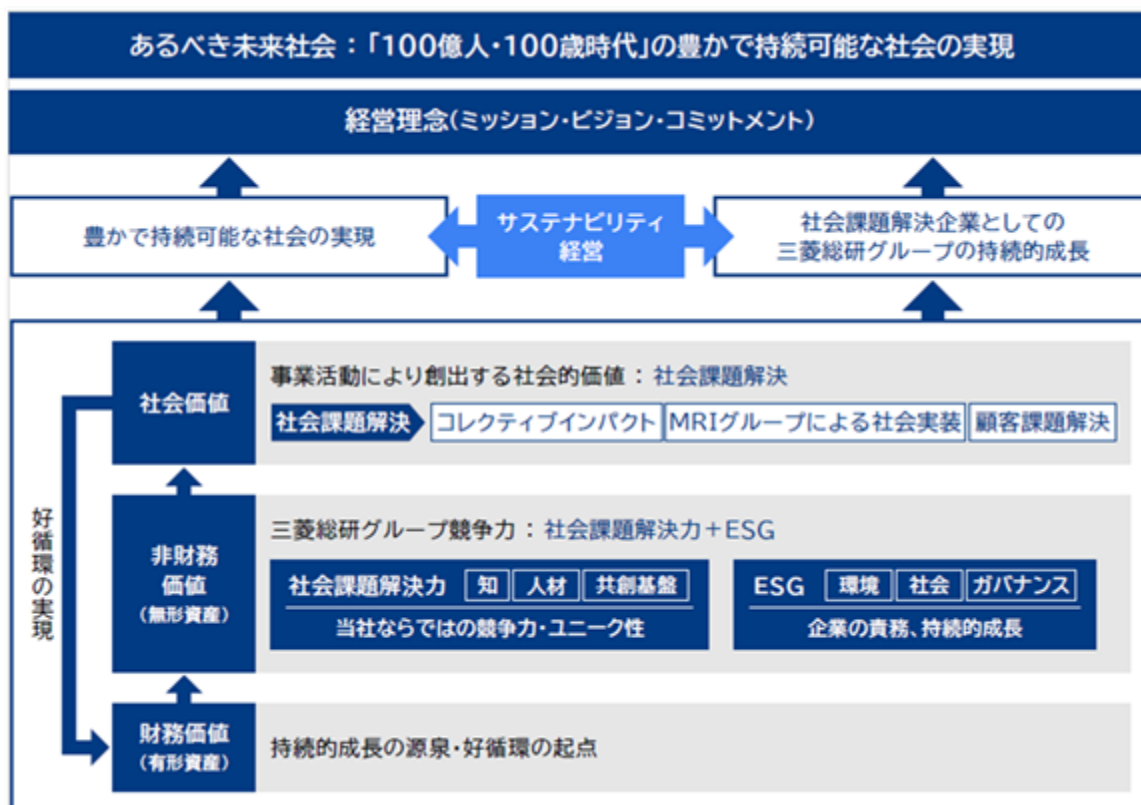 あるべき未来社会：「100億人・100歳時代」の豊かで持続可能な社会の実現
経営理念（ミッション・ビジョン・コミットメント）
豊かで持続可能な社会の実現
サステナビリティ
経営
社会課題解決企業としての
三菱総研グループの持続的成長
好循環の実現
社会価値
事業活動により創出する社会的価値：社会課題解決
社会課題解決 コレクティブインパクト MRIグループによる社会実装 顧客課題解決
非財務
価値
（無形資産）
三菱総研グループ競争力：社会課題解決力＋ESG
社会課題解決力 知 人材 共創基盤
当社ならではの競争力・ユニーク性
ESG 環境 社会 ガバナンス
企業の責務、持続的成長
財務価値
（有形資産）
持続的成長の源泉・好循環の起点